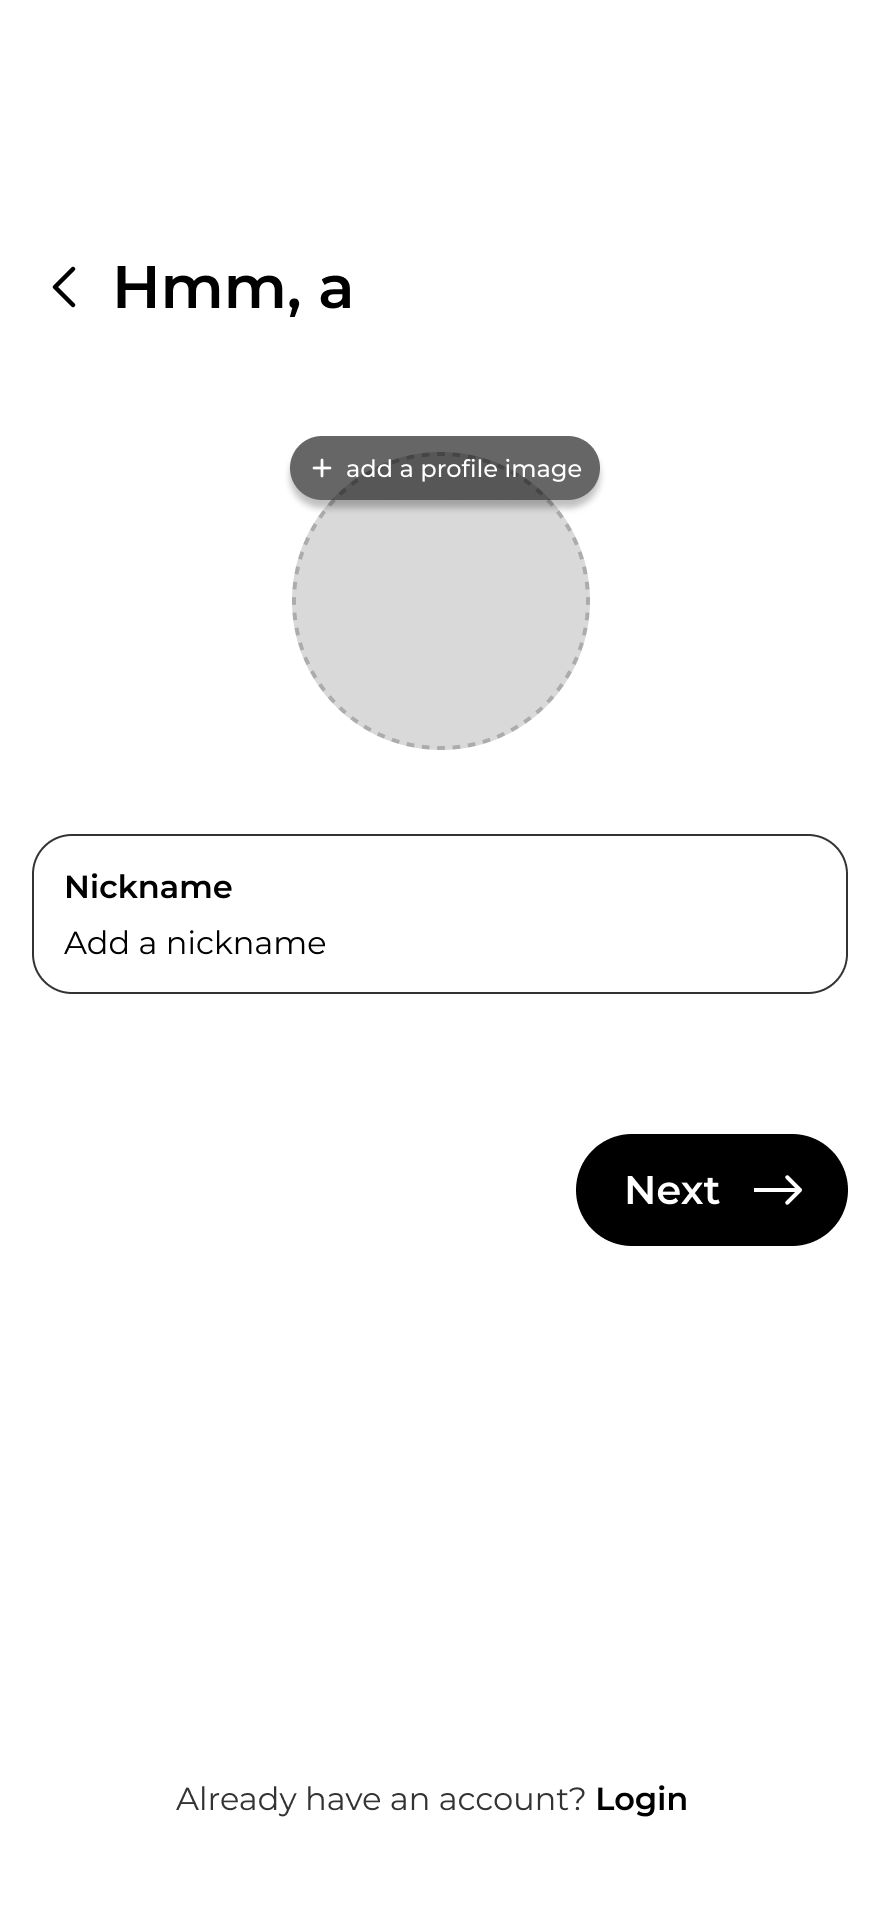 Hmm, a
+ add a profile image
Nickname
Add a nickname
Next
Already have an account? Login